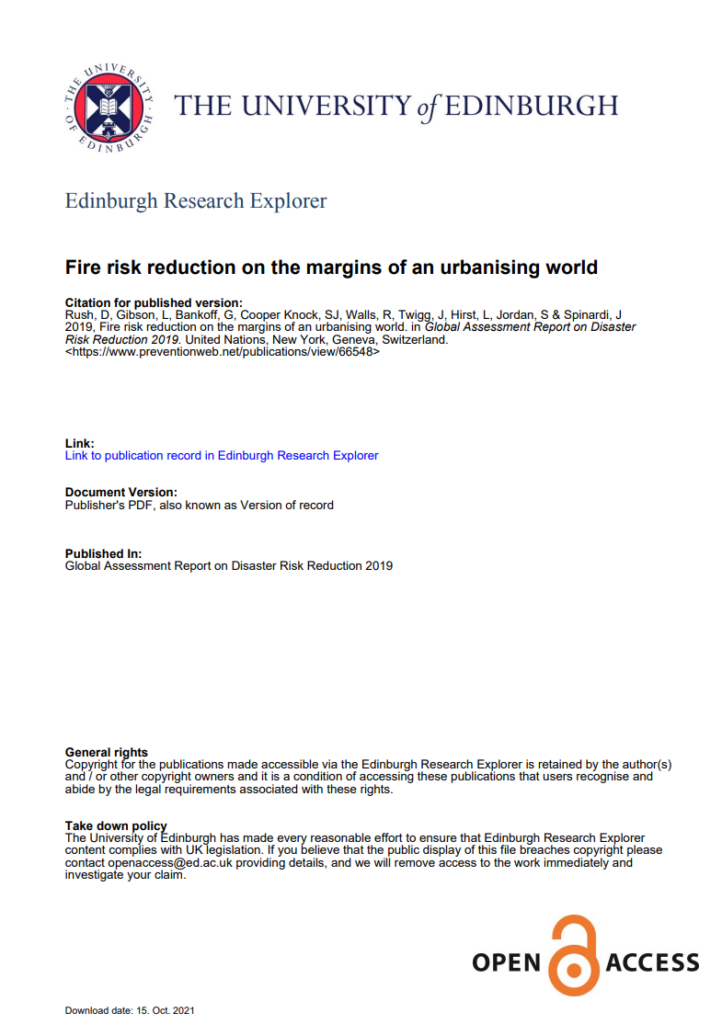 THE UNIVERSITY OF EDINBURGH
THE UNIVERSITY of EDINBURGH
Edinburgh Research Explorer
Fire risk reduction on the margins of an urbanising world
Citation for published version:
Rush, D, Gibson, L, Bankoff, G, Cooper Knock, SJ, Walls, R, Twigg, J, Hirst, L, Jordan, S & Spinardi, J
2019, Fire risk reduction on the margins of an urbanising world. in Global Assessment Report on Disaster
Risk Reduction 2019. United Nations, New York, Geneva, Switzerland.
<https://www.preventionweb.net/publications/view/66548>
Link:
Link to publication record in Edinburgh Research Explorer
Document Version:
Publisher's PDF, also known as Version of record
Published In:
Global Assessment Report on Disaster Risk Reduction 2019
General rights
Copyright for the publications made accessible via the Edinburgh Research Explorer is retained by the author(s)
and / or other copyright owners and it is a condition of accessing these publications that users recognise and
abide by the legal requirements associated with these rights.
Take down policy
The University of Edinburgh has made every reasonable effort to ensure that Edinburgh Research Explorer
content complies with UK legislation. If you believe that the public display of this file breaches copyright please
contact openaccess@ed.ac.uk providing details, and we will remove access to the work immediately and
investigate your claim.
OPEN ACCESS
Download date: 15. Oct. 2021